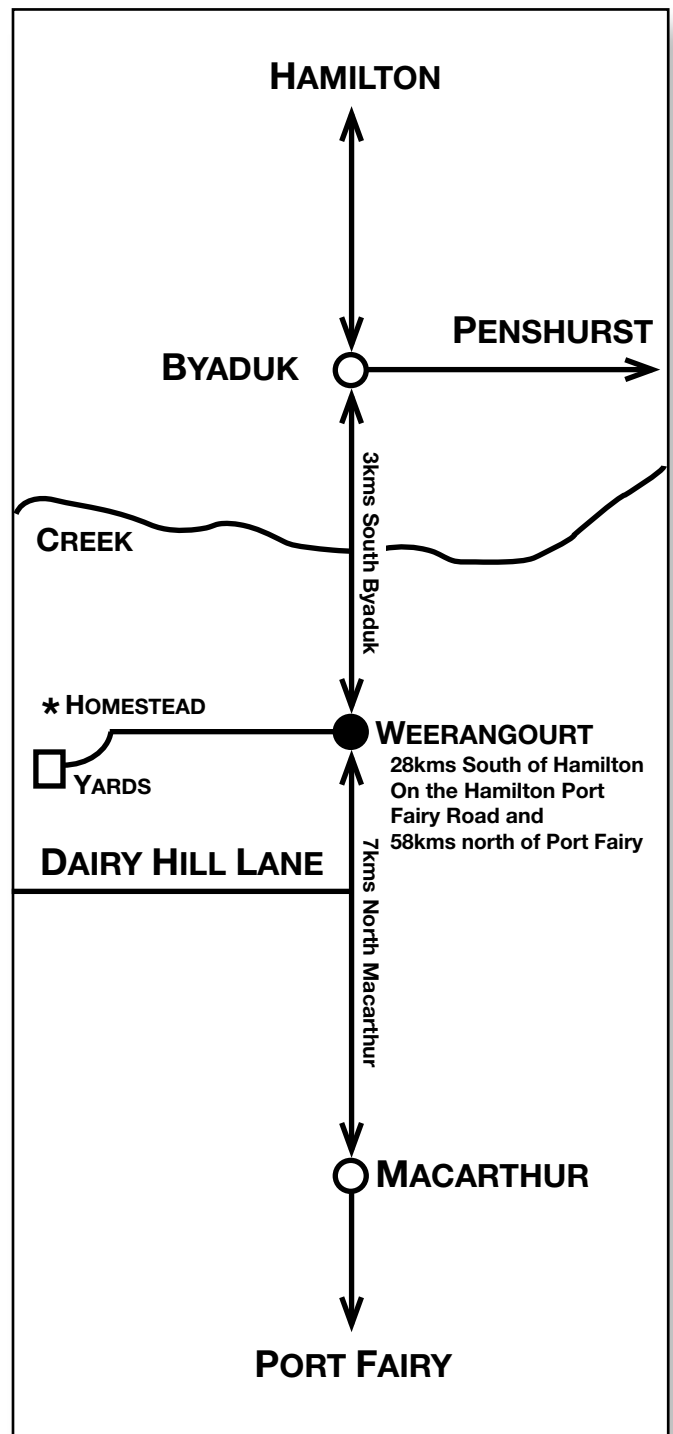 HAMILTON
PENSHURST
BYADUK
3kms South Byaduk
CREEK
* HOMESTEAD
WEERANGOURT
28kms South of Hamilton
On the Hamilton Port
Fairy Road and
58kms north of Port Fairy
YARDS
7kms North Macarthur
DAIRY HILL LANE
MACARTHUR
PORT FAIRY